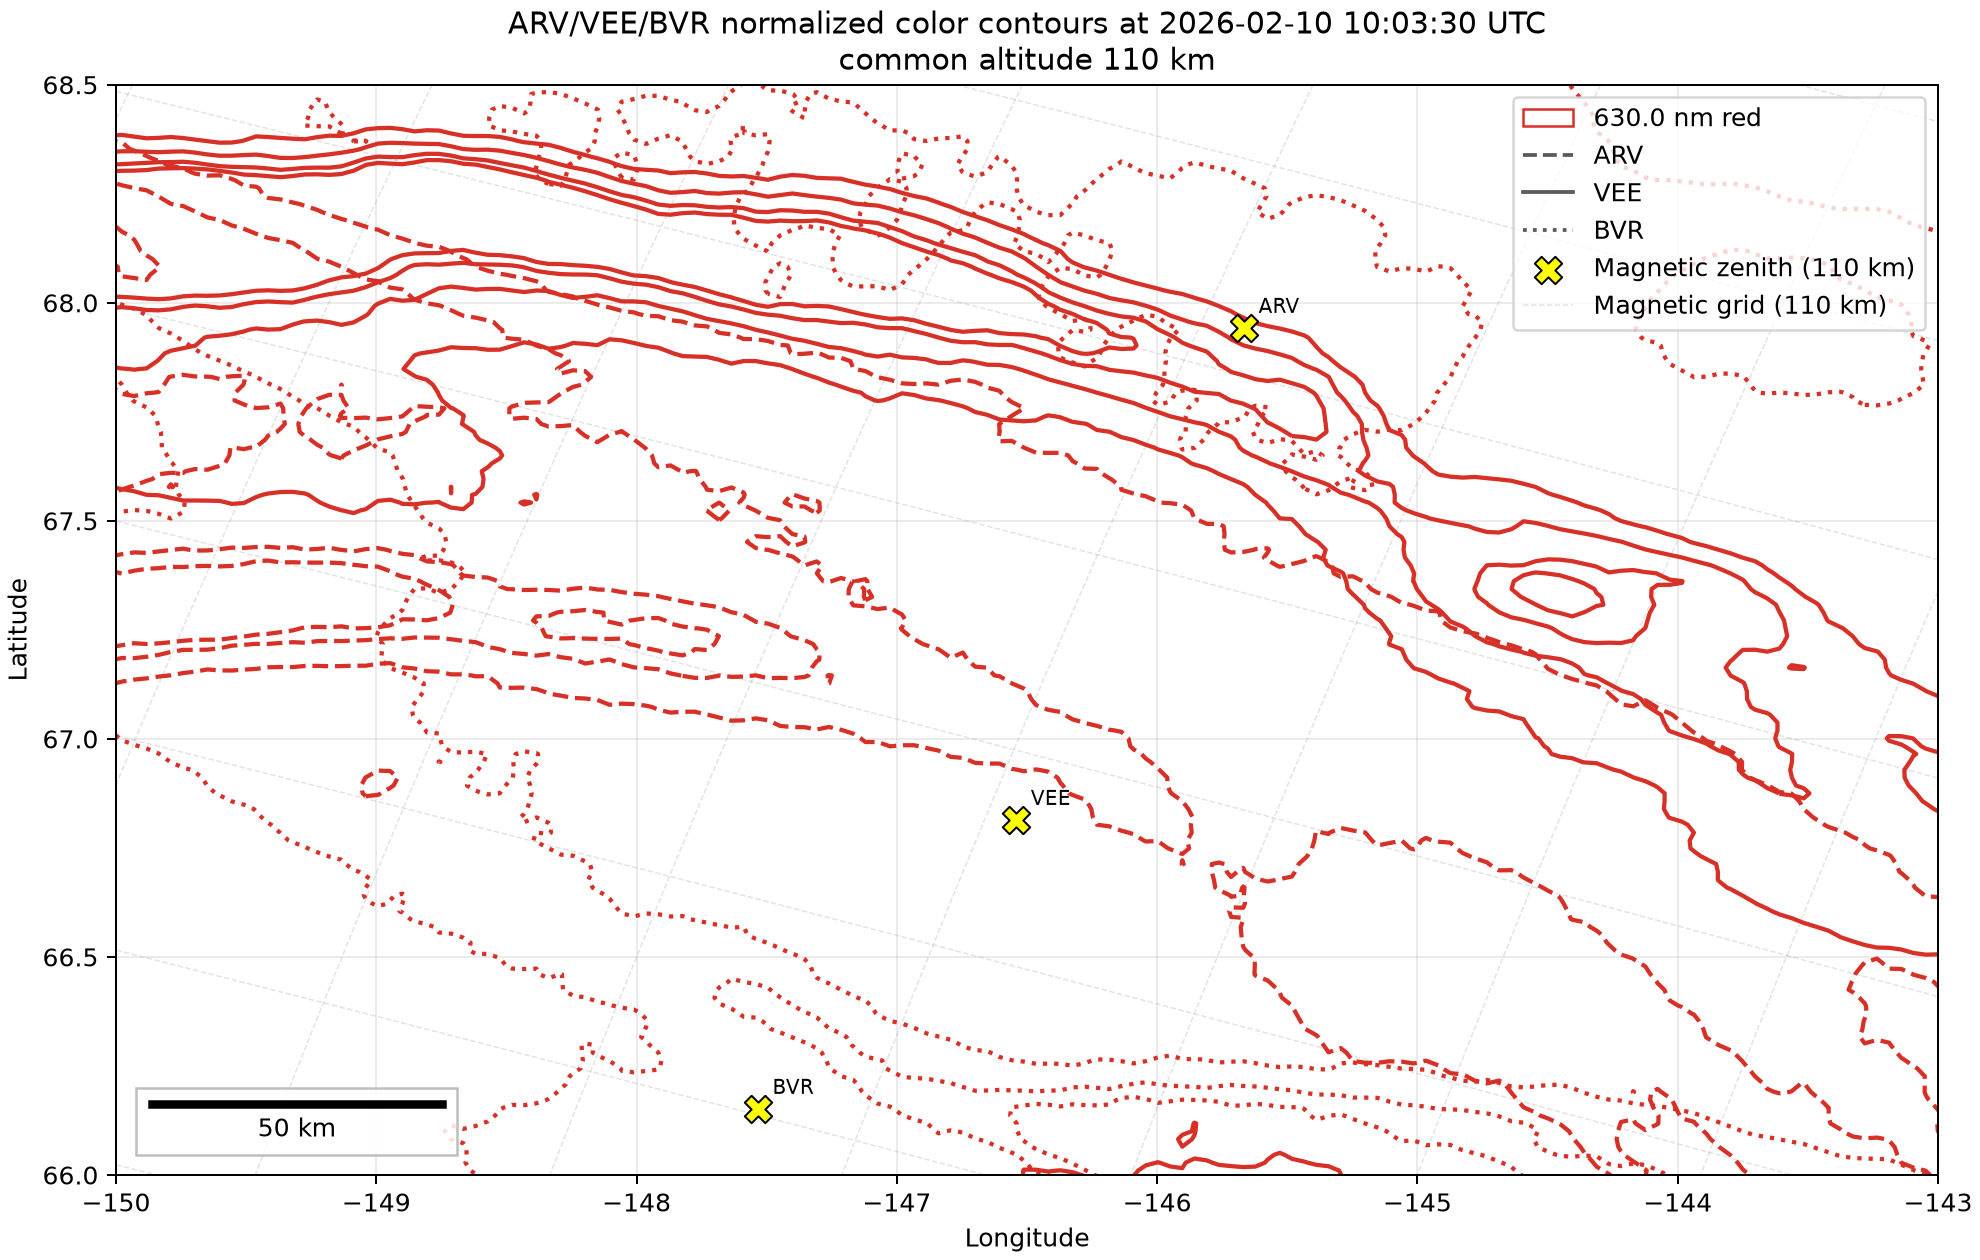 ARV/VEE/BVR normalized color contours at 2026-02-10 10:03:30 UTC
common altitude 110 km
630.0 nm red
ARV
VEE
BVR
Magnetic zenith (110 km)
Magnetic grid (110 km)
ARV
VEE
BVR
50 km
68.5
68.0
67.5
67.0
66.5
66.0
Latitude
−150
−149
−148
−147
−146
−145
−144
−143
Longitude